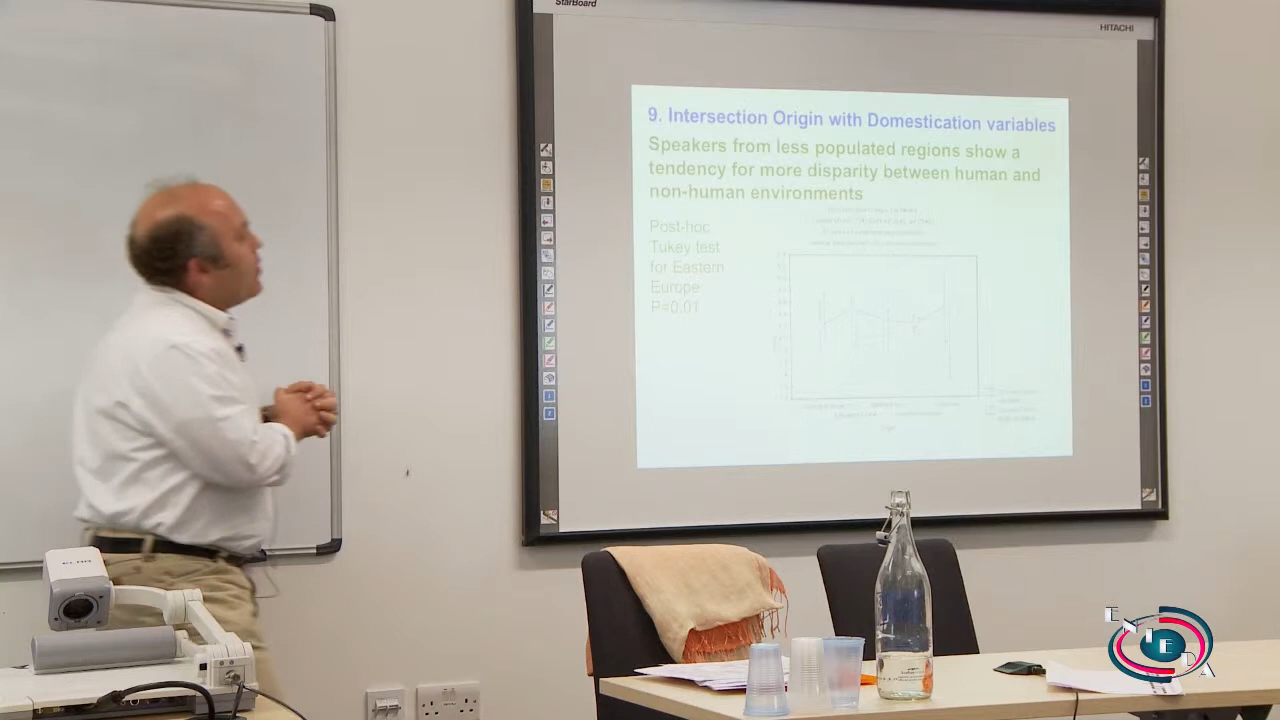 StarBoard
HITACHI
9. Intersection Origin with Domestication variables
Speakers from less populated regions show a
tendency for more disparity between human and
non-human environments
Post-hoc
Tukey test
for Eastern
Europe
P=0.01
ENIEDA